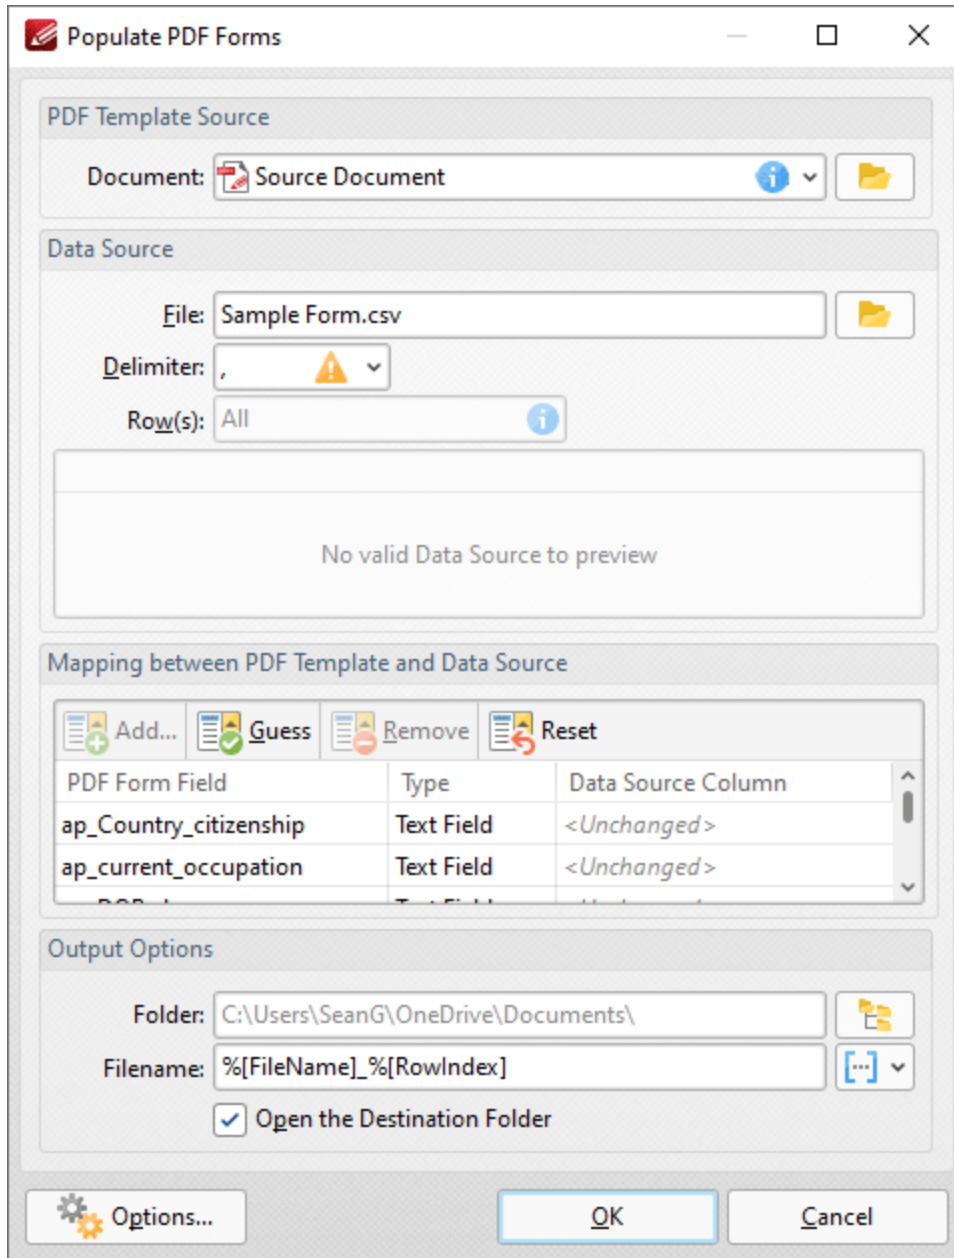 Populate PDF Forms
PDF Template Source
Document: Source Document
Data Source
File: Sample Form.csv
Delimiter: ,
Row(s): All
No valid Data Source to preview
Mapping between PDF Template and Data Source
Add... Guess Remove Reset
PDF Form Field Type Data Source Column
ap_Country_citizenship Text Field <Unchanged>
ap_current_occupation Text Field <Unchanged>
Output Options
Folder: C:\Users\SeanG\OneDrive\Documents\
Filename: %[FileName]_%[RowIndex]
Open the Destination Folder
Options... OK Cancel